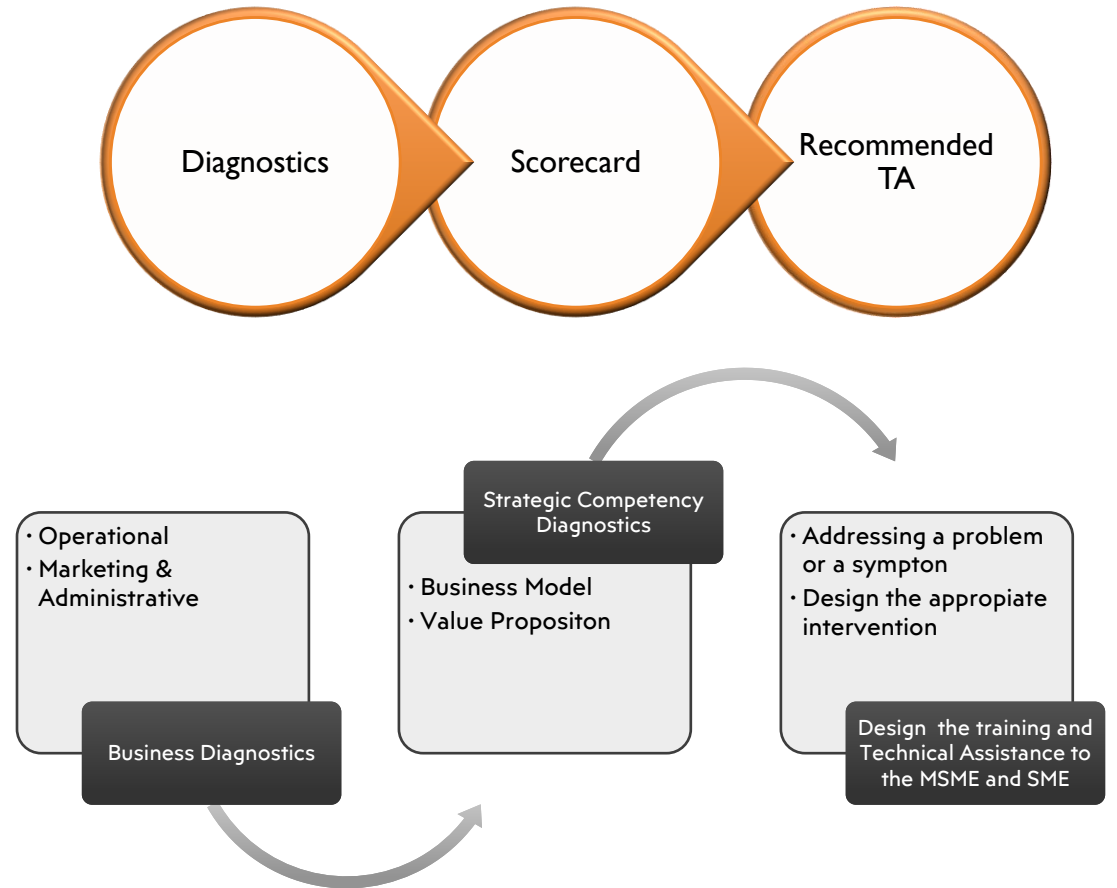 Diagnostics
Scorecard
Recommended
TA
· Operational
· Marketing &
Administrative
Business Diagnostics
Strategic Competency
Diagnostics
· Business Model
· Value Propositon
· Addressing a problem
or a sympton
· Design the appropiate
intervention
Design the training and
Technical Assistance to
the MSME and SME